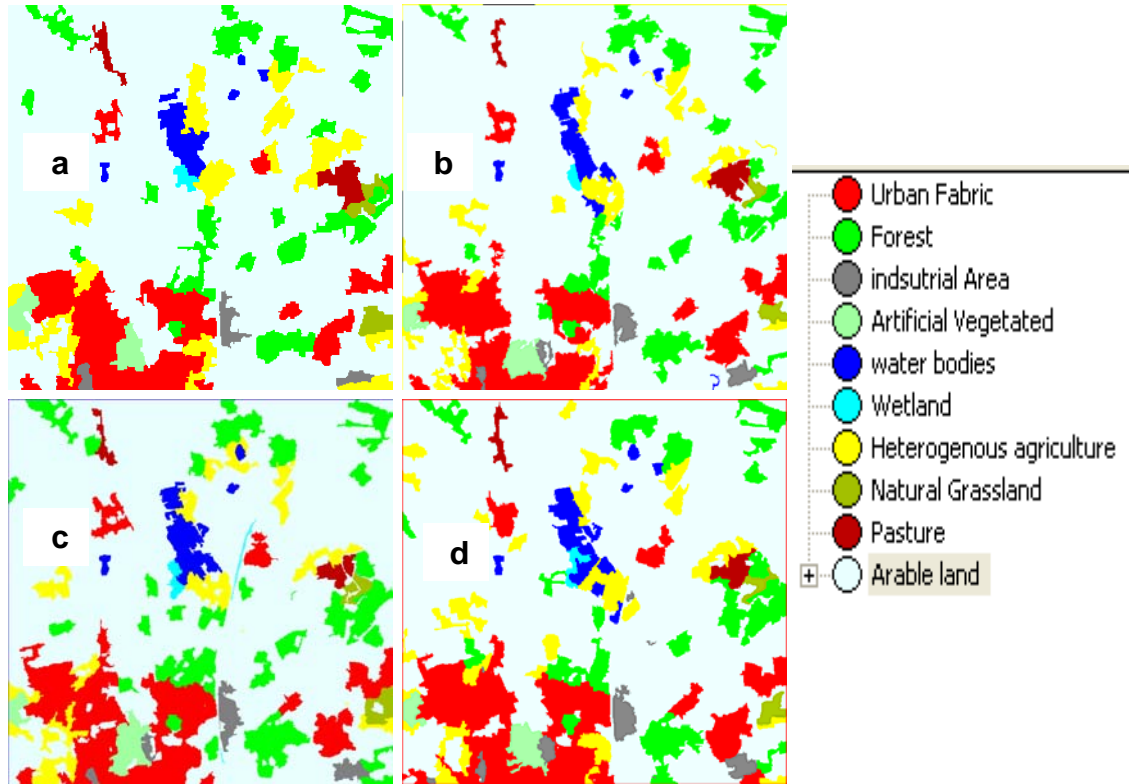 a
b
c
d
Urban Fabric
Forest
indsutrial Area
Artificial Vegetated
water bodies
Wetland
Heterogenous agriculture
Natural Grassland
Pasture
Arable land